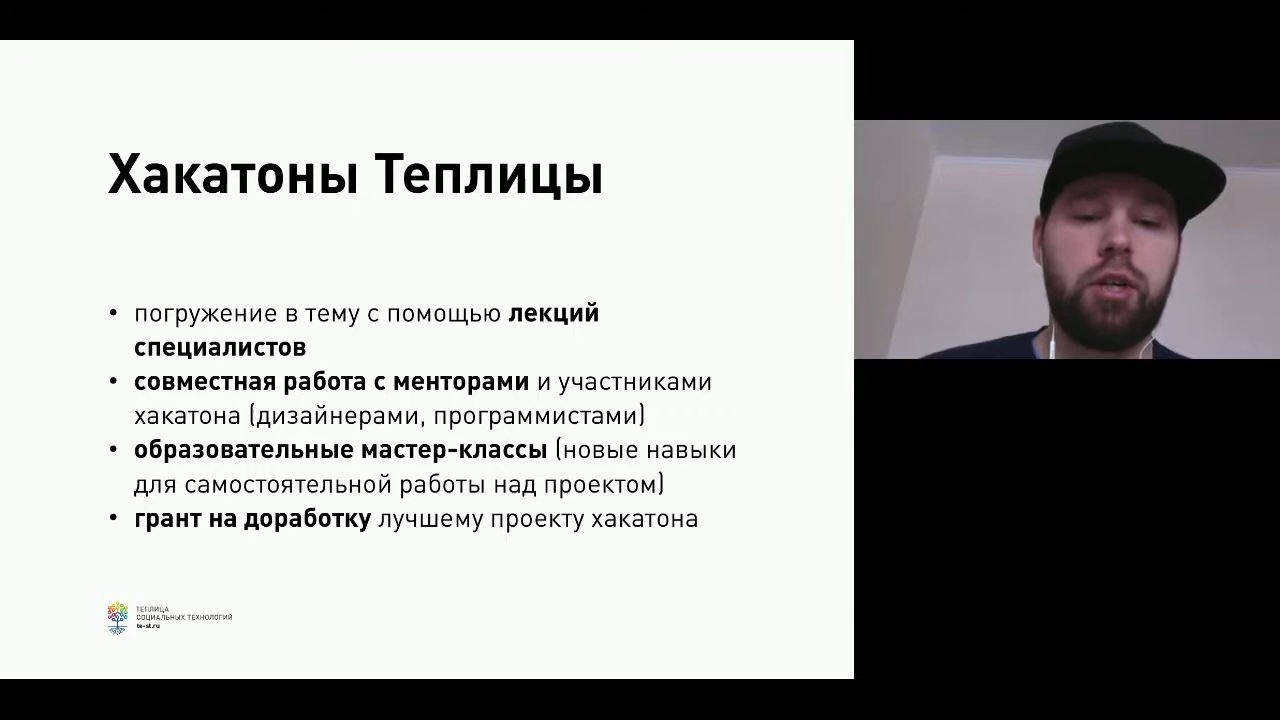 Хакатоны Теплицы
• погружение в тему с помощью лекций
специалистов
• совместная работа с менторами и участниками
хакатона (дизайнерами, программистами)
• образовательные мастер-классы (новые навыки
для самостоятельной работы над проектом)
• грант на доработку лучшему проекту хакатона
ТЕПЛИЦА
СОЦИАЛЬНЫХ ТЕХНОЛОГИЙ
te-st.ru